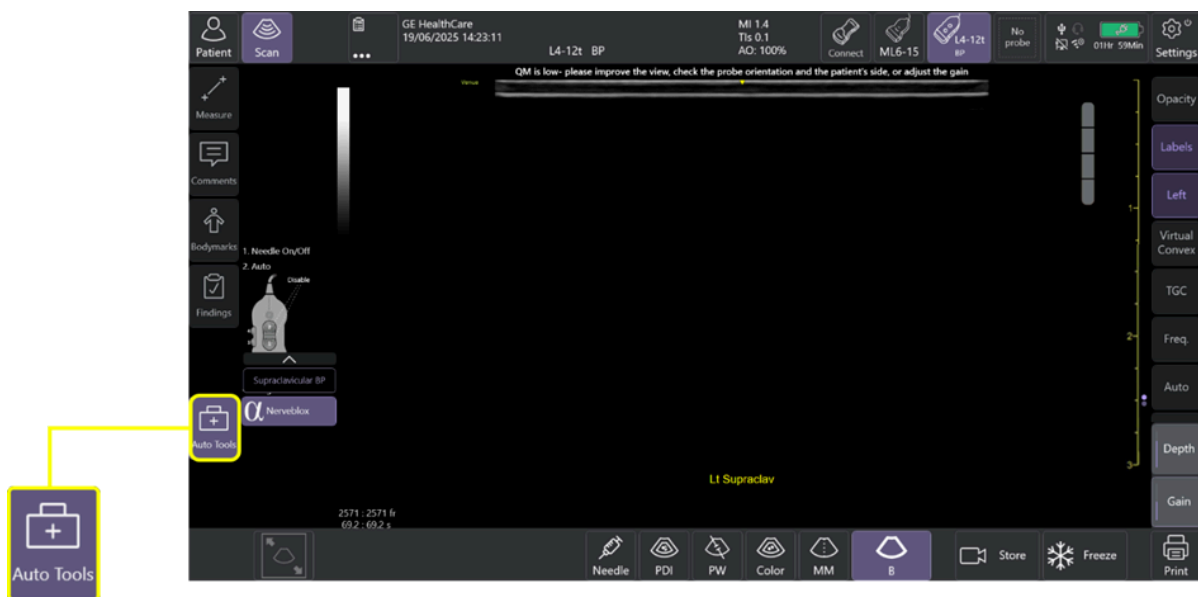 Patient
Scan
GE HealthCare
19/06/2025 14:23:11
L4-12t BP
MI 1.4
TIs 0.1
AO: 100%
Connect
ML6-15
L4-12t
BP
No
probe
01Hr 59Min
Settings
QM is low- please improve the view, check the probe orientation and the patient's side, or adjust the gain
Venue
Measure
Comments
Bodymarks
Findings
1. Needle On/Off
2. Auto
Disable
Supraclavicular BP
α Nerveblox
Auto Tools
Auto Tools
1
2
3
Lt Supraclav
2571 : 2571 fr
69.2 : 69.2 s
Opacity
Labels
Left
Virtual
Convex
TGC
Freq.
Auto
Depth
Gain
Needle
PDI
PW
Color
MM
B
Store
Freeze
Print